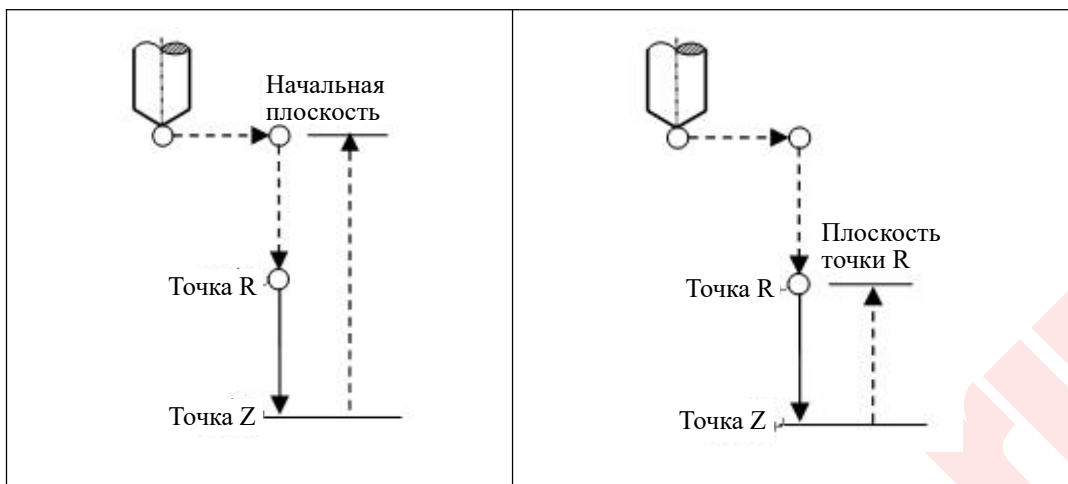 Начальная
плоскость
Точка R
Точка Z
Плоскость
точки R
Точка R
Точка Z